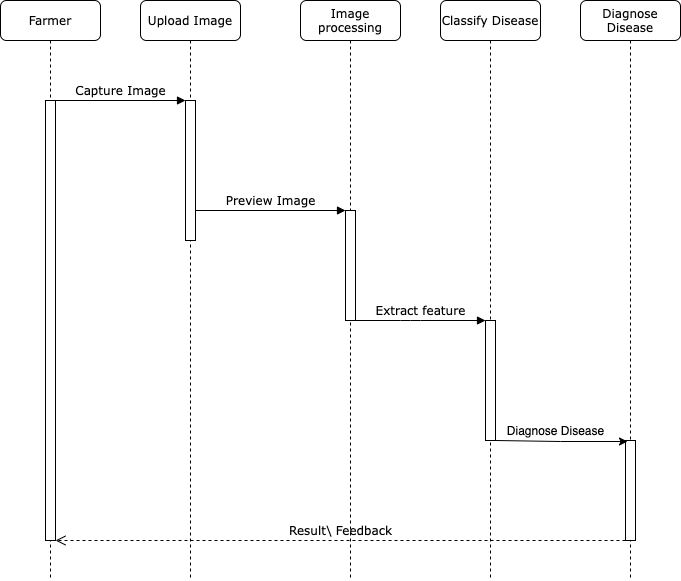 Farmer
Upload Image
Image
processing
Classify Disease
Diagnose
Disease
Capture Image
Preview Image
Extract feature
Diagnose Disease
Result\ Feedback